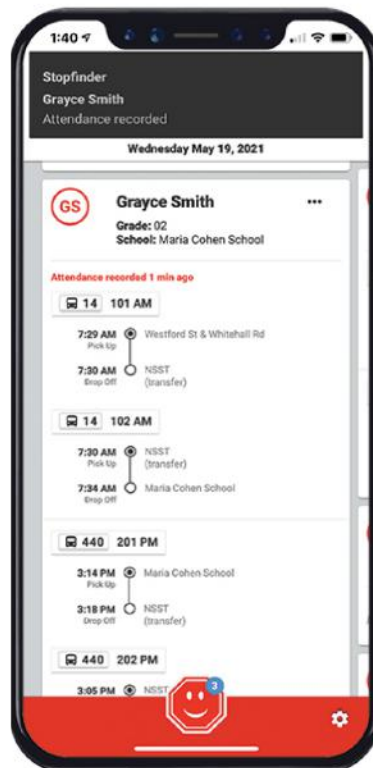 1:40
Stopfinder
Grayce Smith
Attendance recorded
Wednesday May 19, 2021
GS
Grayce Smith
Grade: 02
School: Maria Cohen School
Attendance recorded 1 min ago
14 101 AM
7:29 AM Westford St & Whitehall Rd
Pick Up
7:30 AM NSST
Drop Off (transfer)
14 102 AM
7:30 AM NSST
Pick Up (transfer)
7:34 AM Maria Cohen School
Drop Off
440 201 PM
3:14 PM Maria Cohen School
Pick Up
3:18 PM NSST
Drop Off (transfer)
440 202 PM
3:05 PM NSST
3